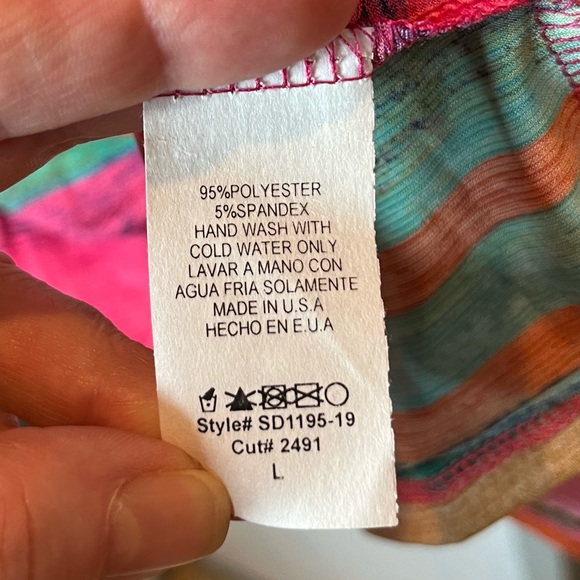 95%POLYESTER
5%SPANDEX
HAND WASH WITH
COLD WATER ONLY
LAVAR A MANO CON
AGUA FRIA SOLAMENTE
MADE IN U.S.A
HECHO EN E.U.A
Style# SD1195-19
Cut# 2491
L